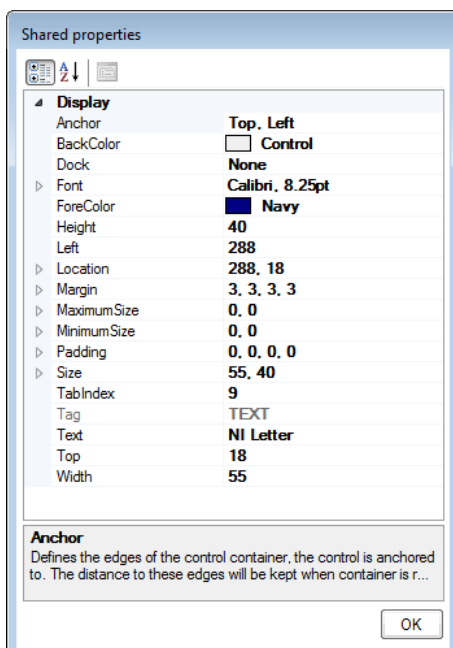 Shared properties
A
Z
Display
Anchor Top, Left
BackColor Control
Dock None
Font Calibri, 8.25pt
ForeColor Navy
Height 40
Left 288
Location 288, 18
Margin 3, 3, 3, 3
MaximumSize 0, 0
MinimumSize 0, 0
Padding 0, 0, 0, 0
Size 55, 40
TabIndex 9
Tag TEXT
Text NI Letter
Top 18
Width 55
Anchor
Defines the edges of the control container, the control is anchored
to. The distance to these edges will be kept when container is r...
OK